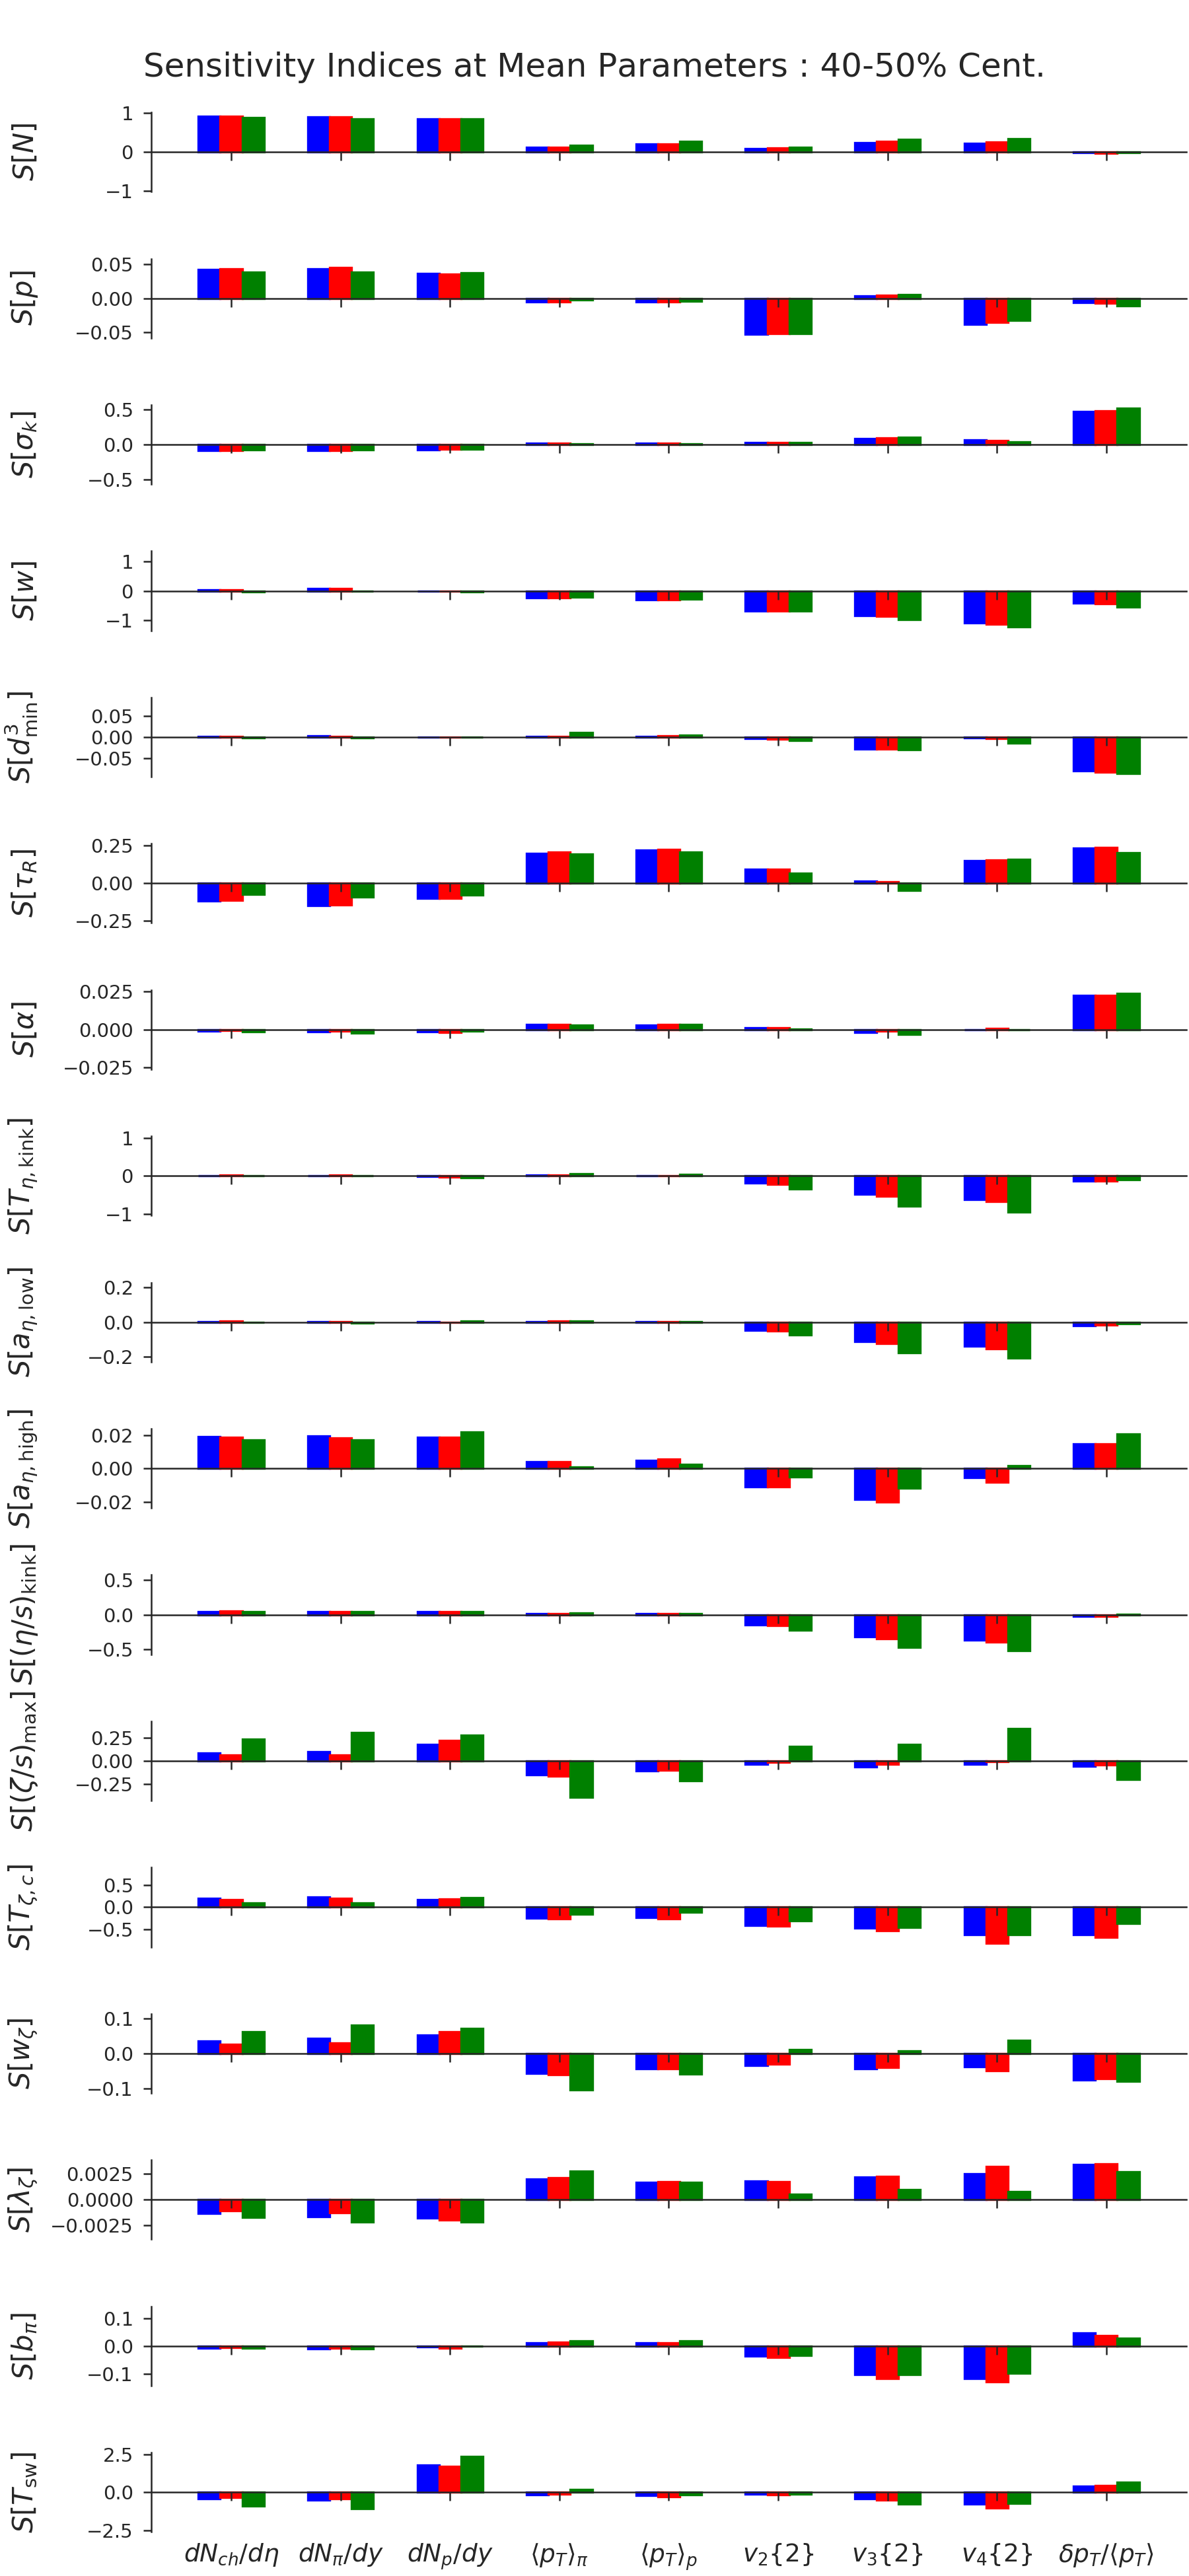 Sensitivity Indices at Mean Parameters : 40-50% Cent.
S[N]
1
0
−1
S[p]
0.05
0.00
−0.05
S[σ_k]
0.5
0.0
−0.5
S[w]
1
0
−1
S[d³_min]
0.05
0.00
−0.05
S[τ_R]
0.25
0.00
−0.25
S[α]
0.025
0.000
−0.025
S[T_η,kink]
1
0
−1
S[a_η,low]
0.2
0.0
−0.2
S[a_η,high]
0.02
0.00
−0.02
S[(η/s)_kink]
0.5
0.0
−0.5
S[(ζ/s)_max]
0.25
0.00
−0.25
S[T_ζ,c]
0.5
0.0
−0.5
S[w_ζ]
0.1
0.0
−0.1
S[λ_ζ]
0.0025
0.0000
−0.0025
S[b_π]
0.1
0.0
−0.1
S[T_sw]
2.5
0.0
−2.5
dN_ch/dη dN_π/dy dN_p/dy ⟨p_T⟩_π ⟨p_T⟩_p v_2{2} v_3{2} v_4{2} δp_T/⟨p_T⟩